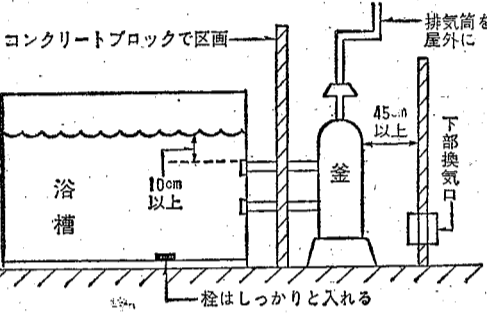 コンクリートブロックで区画
排気筒を
屋外に
45cm
以上
下部換気口
釜
10cm
以上
浴槽
栓はしっかりと入れる